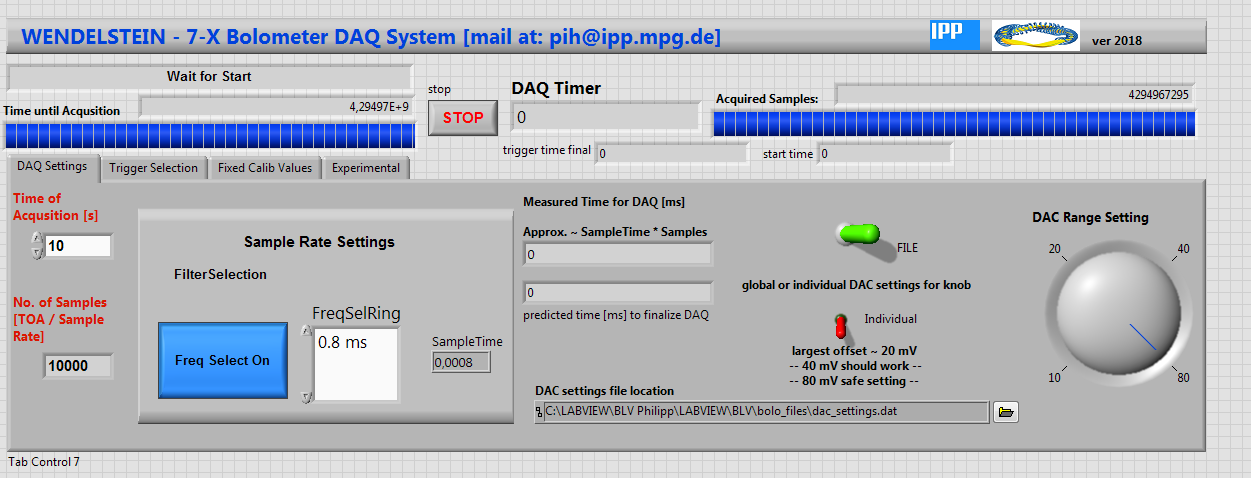 WENDELSTEIN - 7-X Bolometer DAQ System [mail at: pih@ipp.mpg.de]
IPP
ver 2018
Wait for Start
Time until Acqusition
4,29497E+9
stop
STOP
DAQ Timer
0
Acquired Samples:
4294967295
trigger time final
0
start time
0
DAQ Settings
Trigger Selection
Fixed Calib Values
Experimental
Time of
Acqusition [s]
10
No. of Samples
[TOA / Sample
Rate]
10000
Sample Rate Settings
FilterSelection
Freq Select On
FreqSelRing
0.8 ms
SampleTime
0,0008
Measured Time for DAQ [ms]
Approx. ~ SampleTime * Samples
0
0
predicted time [ms] to finalize DAQ
FILE
global or individual DAC settings for knob
Individual
largest offset ~ 20 mV
-- 40 mV should work --
-- 80 mV safe setting --
DAC settings file location
C:\LABVIEW\BLV Philipp\LABVIEW\BLV\bolo_files\dac_settings.dat
DAC Range Setting
20
40
10
80
Tab Control 7